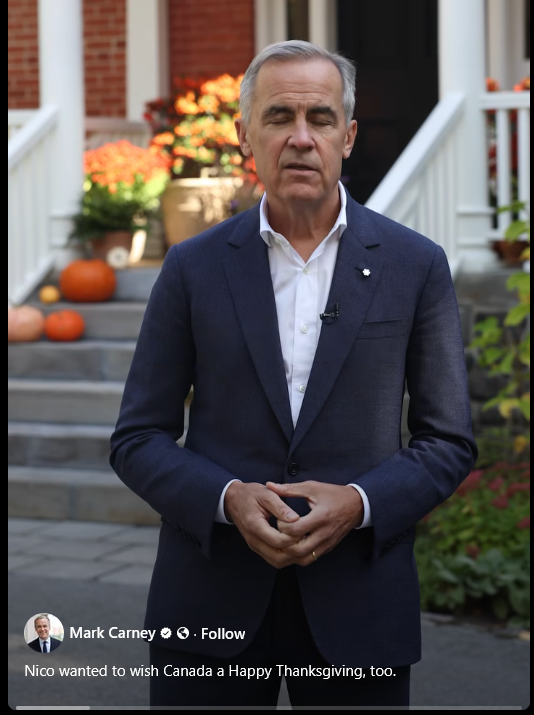 Mark Carney · Follow
Nico wanted to wish Canada a Happy Thanksgiving, too.